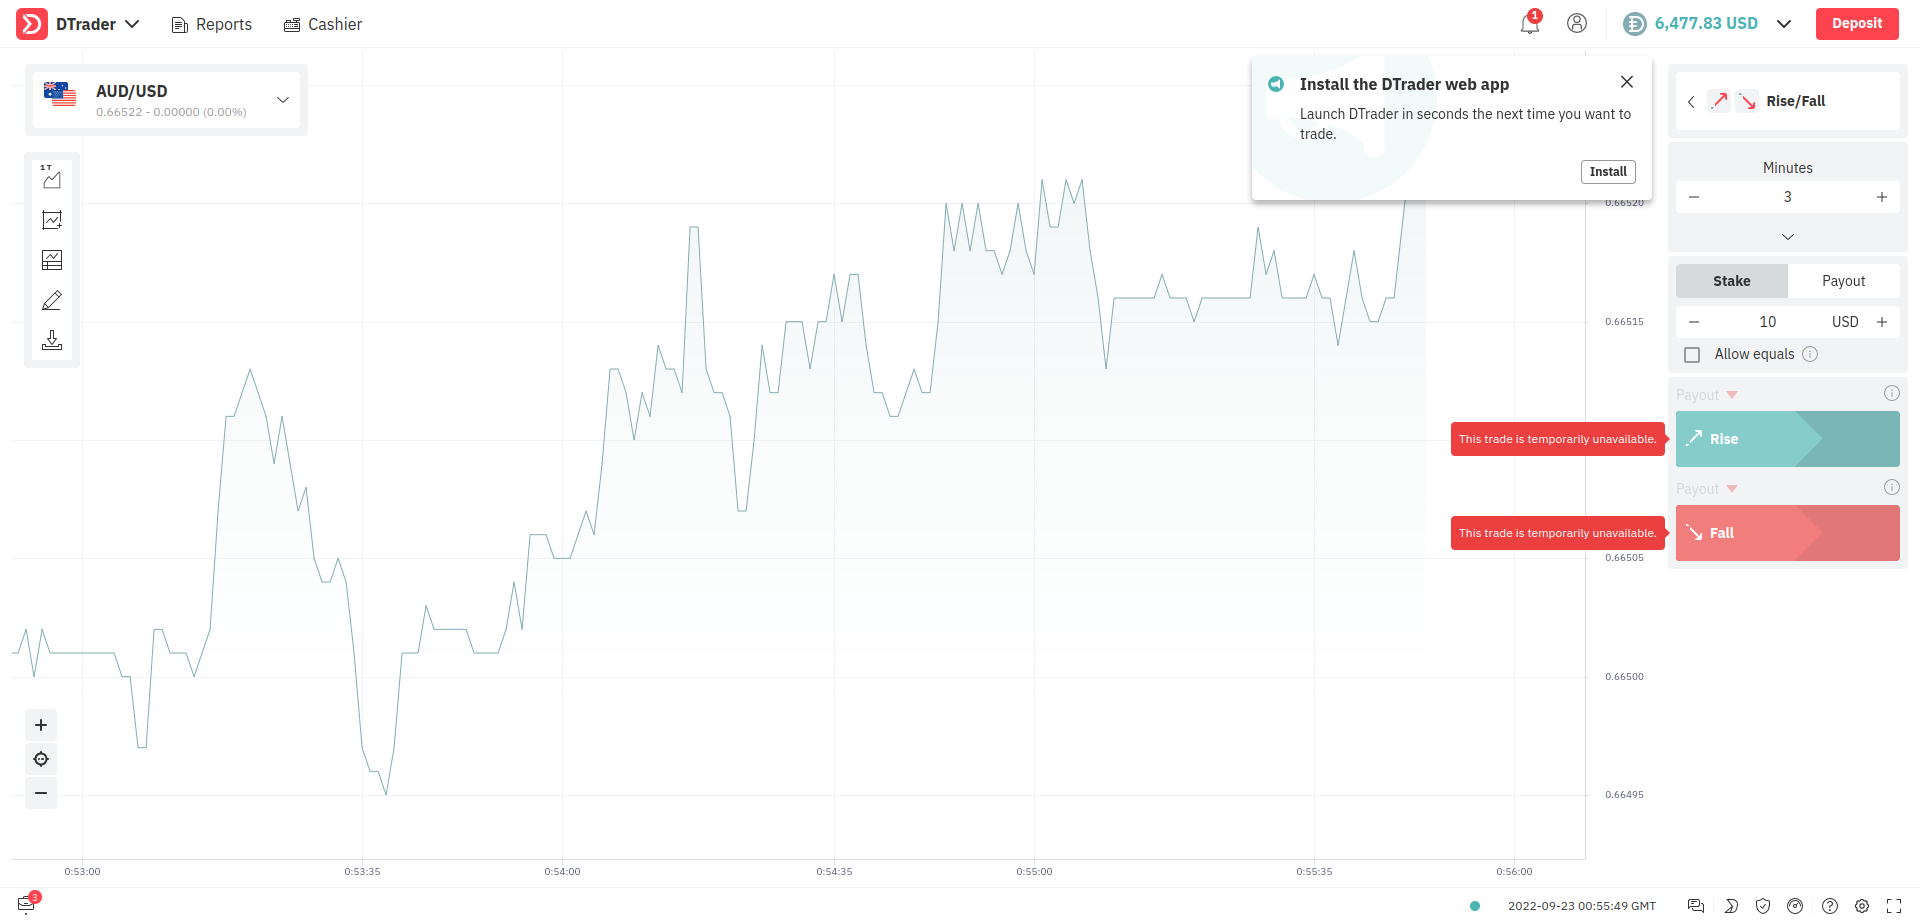 DTrader
Reports
Cashier
1
6,477.83 USD
Deposit
AUD/USD
0.66522 - 0.00000 (0.00%)
1T
Install the DTrader web app
Launch DTrader in seconds the next time you want to
trade.
Install
Rise/Fall
Minutes
3
Stake
Payout
10
USD
Allow equals
Payout
This trade is temporarily unavailable.
Rise
Payout
This trade is temporarily unavailable.
Fall
0.66520
0.66515
0.66505
0.66500
0.66495
0:53:00
0:53:35
0:54:00
0:54:35
0:55:00
0:55:35
0:56:00
3
2022-09-23 00:55:49 GMT